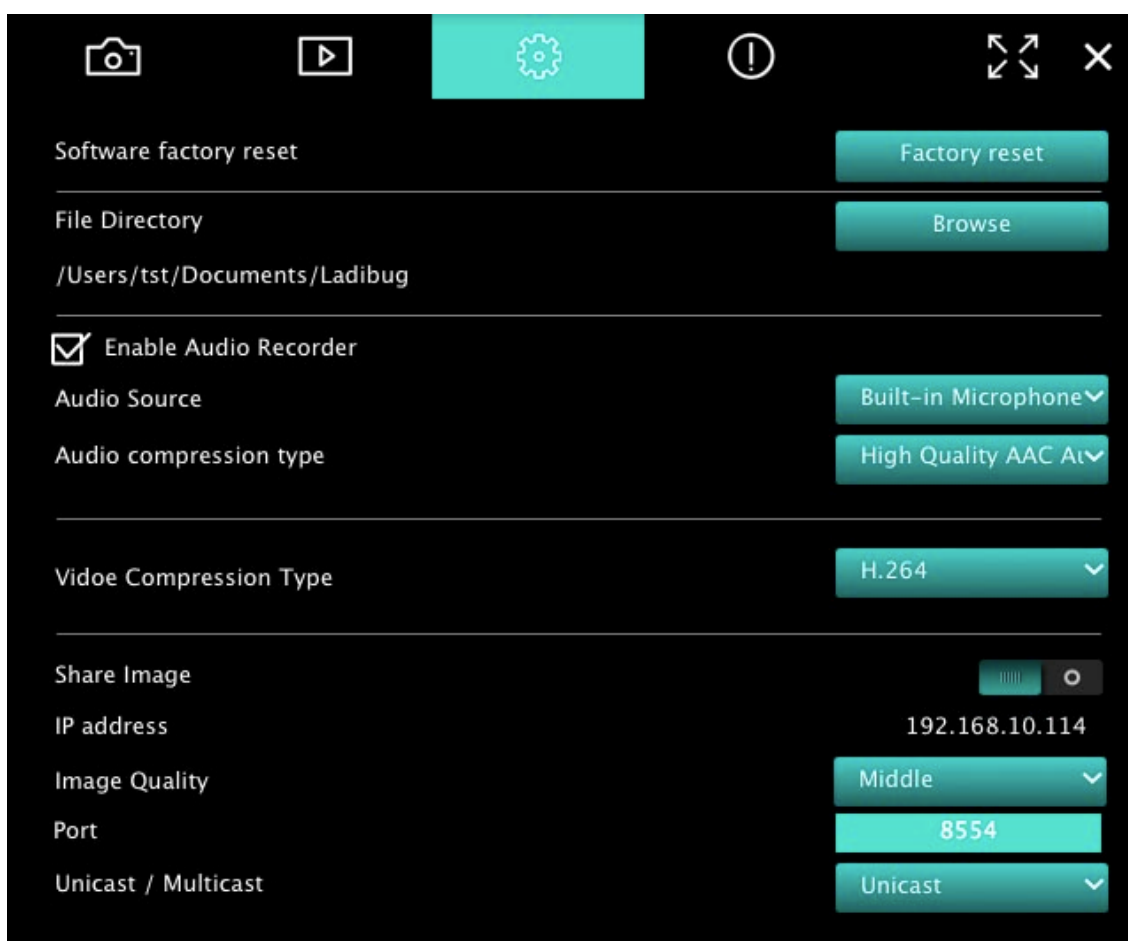 Software factory reset Factory reset
File Directory Browse
/Users/tst/Documents/Ladibug
Enable Audio Recorder
Audio Source Built-in Microphone
Audio compression type High Quality AAC Au
Vidoe Compression Type H.264
Share Image
IP address 192.168.10.114
Image Quality Middle
Port 8554
Unicast / Multicast Unicast